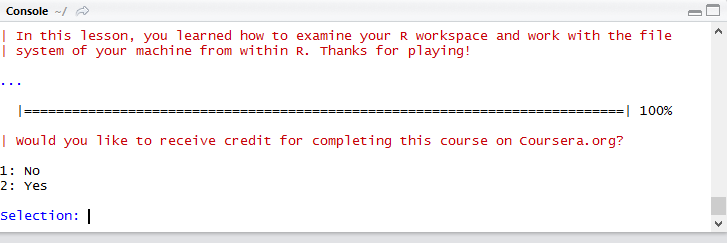 Console ~/
| In this lesson, you learned how to examine your R workspace and work with the file
| system of your machine from within R. Thanks for playing!
...
|===========================================================================| 100%
| Would you like to receive credit for completing this course on Coursera.org?
1: No
2: Yes
Selection: